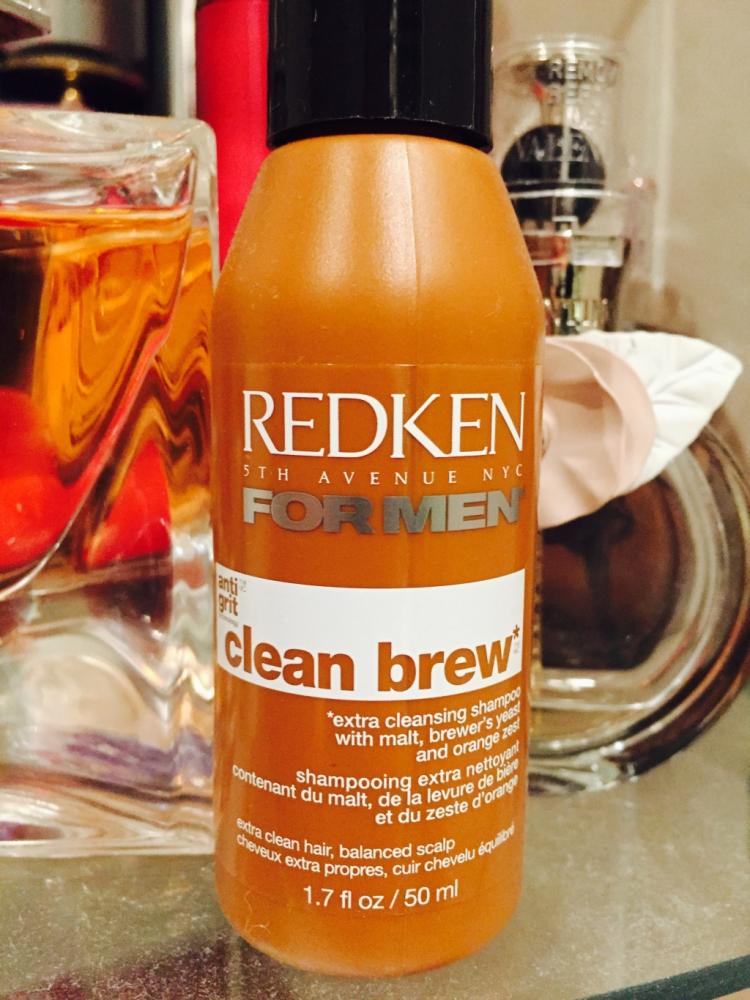 REDKEN
5TH AVENUE NYC
FOR MEN
anti
grit
clean brew*
*extra cleansing shampoo
with malt, brewer's yeast
and orange zest
shampooing extra nettoyant
contenant du malt, de la levure de bière
et du zeste d'orange
extra clean hair, balanced scalp
cheveux extra propres, cuir chevelu équilibré
1.7 fl oz / 50 ml